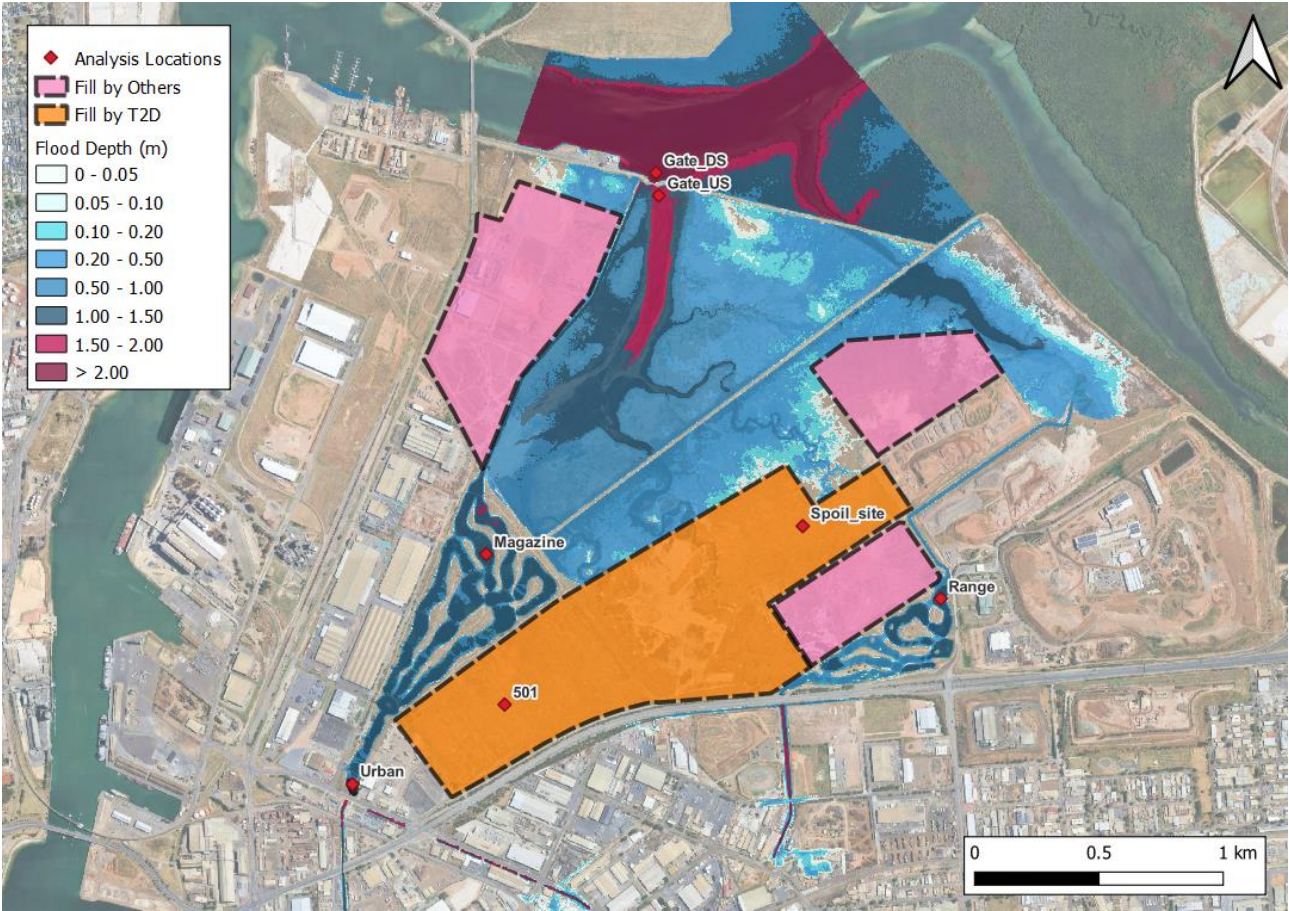 Analysis Locations
Fill by Others
Fill by T2D
Flood Depth (m)
0 - 0.05
0.05 - 0.10
0.10 - 0.20
0.20 - 0.50
0.50 - 1.00
1.00 - 1.50
1.50 - 2.00
> 2.00
Gate_DS
Gate_US
Spoil_site
Magazine
Range
501
Urban
0 0.5 1 km